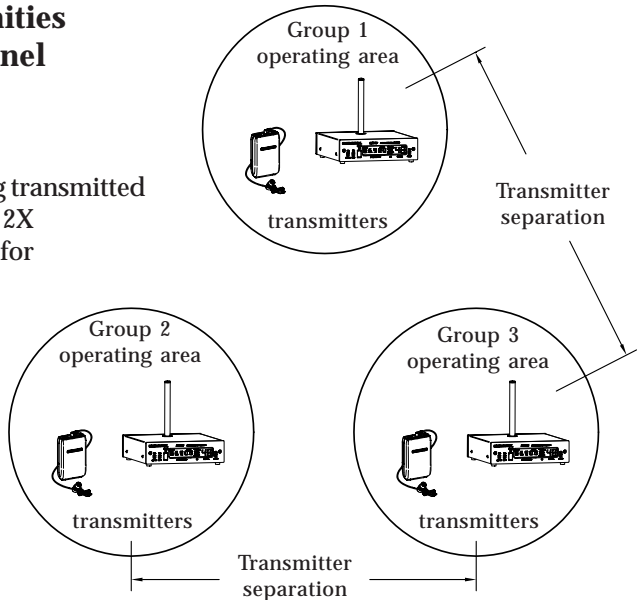 nities
nel
g transmitted
2X
for
Group 1
operating area
transmitters
Transmitter
separation
Group 2
operating area
transmitters
Group 3
operating area
transmitters
Transmitter
separation